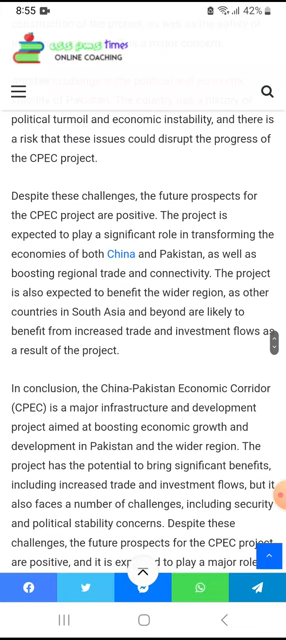 8:55
42%
times
ONLINE COACHING
political turmoil and economic instability, and there is
a risk that these issues could disrupt the progress of
the CPEC project.
Despite these challenges, the future prospects for
the CPEC project are positive. The project is
expected to play a significant role in transforming the
economies of both China and Pakistan, as well as
boosting regional trade and connectivity. The project
is also expected to benefit the wider region, as other
countries in South Asia and beyond are likely to
benefit from increased trade and investment flows as
a result of the project.
In conclusion, the China-Pakistan Economic Corridor
(CPEC) is a major infrastructure and development
project aimed at boosting economic growth and
development in Pakistan and the wider region. The
project has the potential to bring significant benefits,
including increased trade and investment flows, but it
also faces a number of challenges, including security
and political stability concerns. Despite these
challenges, the future prospects for the CPEC project
are positive, and it is expected to play a major role